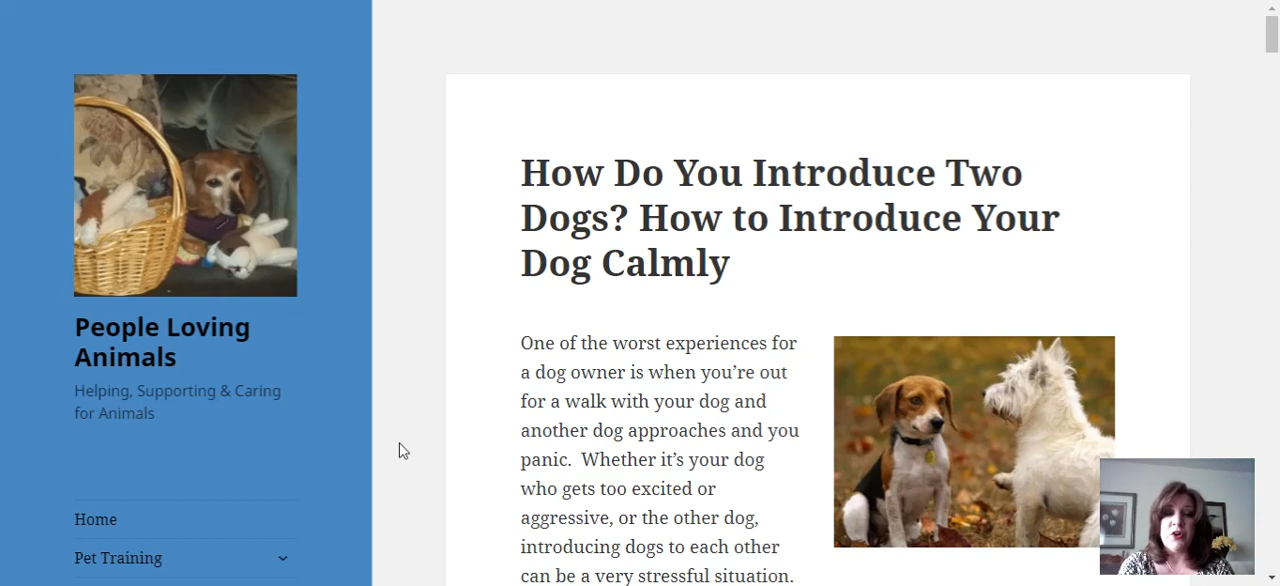 People Loving
Animals
Helping, Supporting & Caring
for Animals
Home
Pet Training
How Do You Introduce Two
Dogs? How to Introduce Your
Dog Calmly
One of the worst experiences for
a dog owner is when you’re out
for a walk with your dog and
another dog approaches and you
panic.  Whether it’s your dog
who gets too excited or
aggressive, or the other dog,
introducing dogs to each other
can be a very stressful situation.